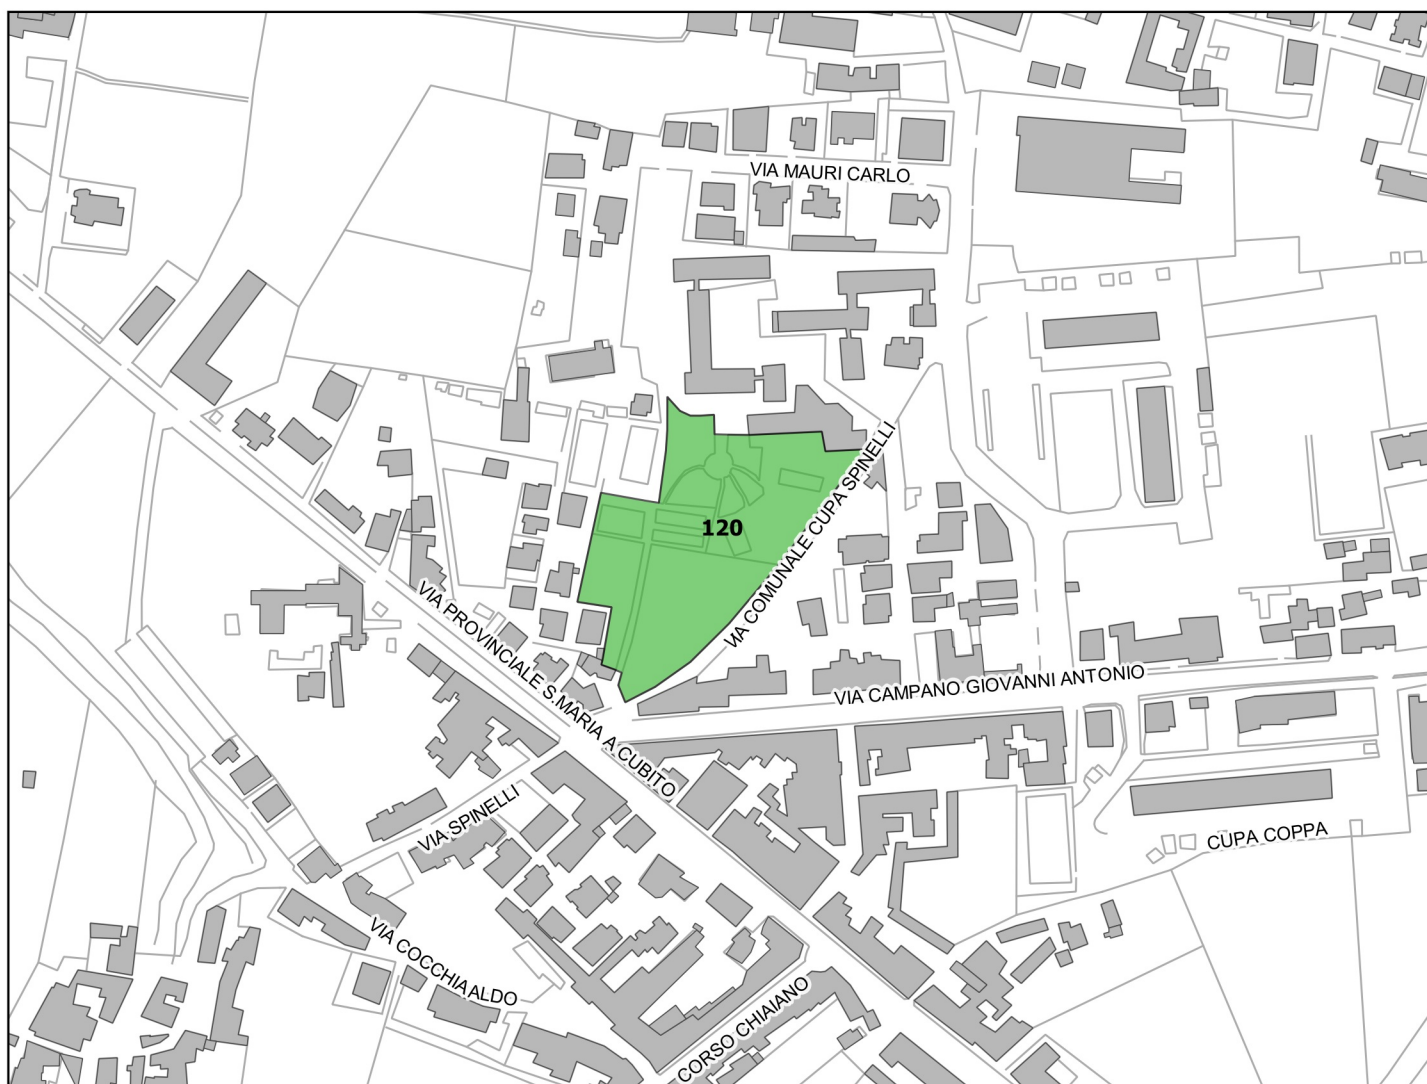 VIA MAURI CARLO
120
VIA COMUNALE CUPA SPINELLI
VIA PROVINCIALE S.MARIA A CUBITO
VIA CAMPANO GIOVANNI ANTONIO
VIA SPINELLI
CUPA COPPA
VIA COCCHIA ALDO
CORSO CHIAIANO